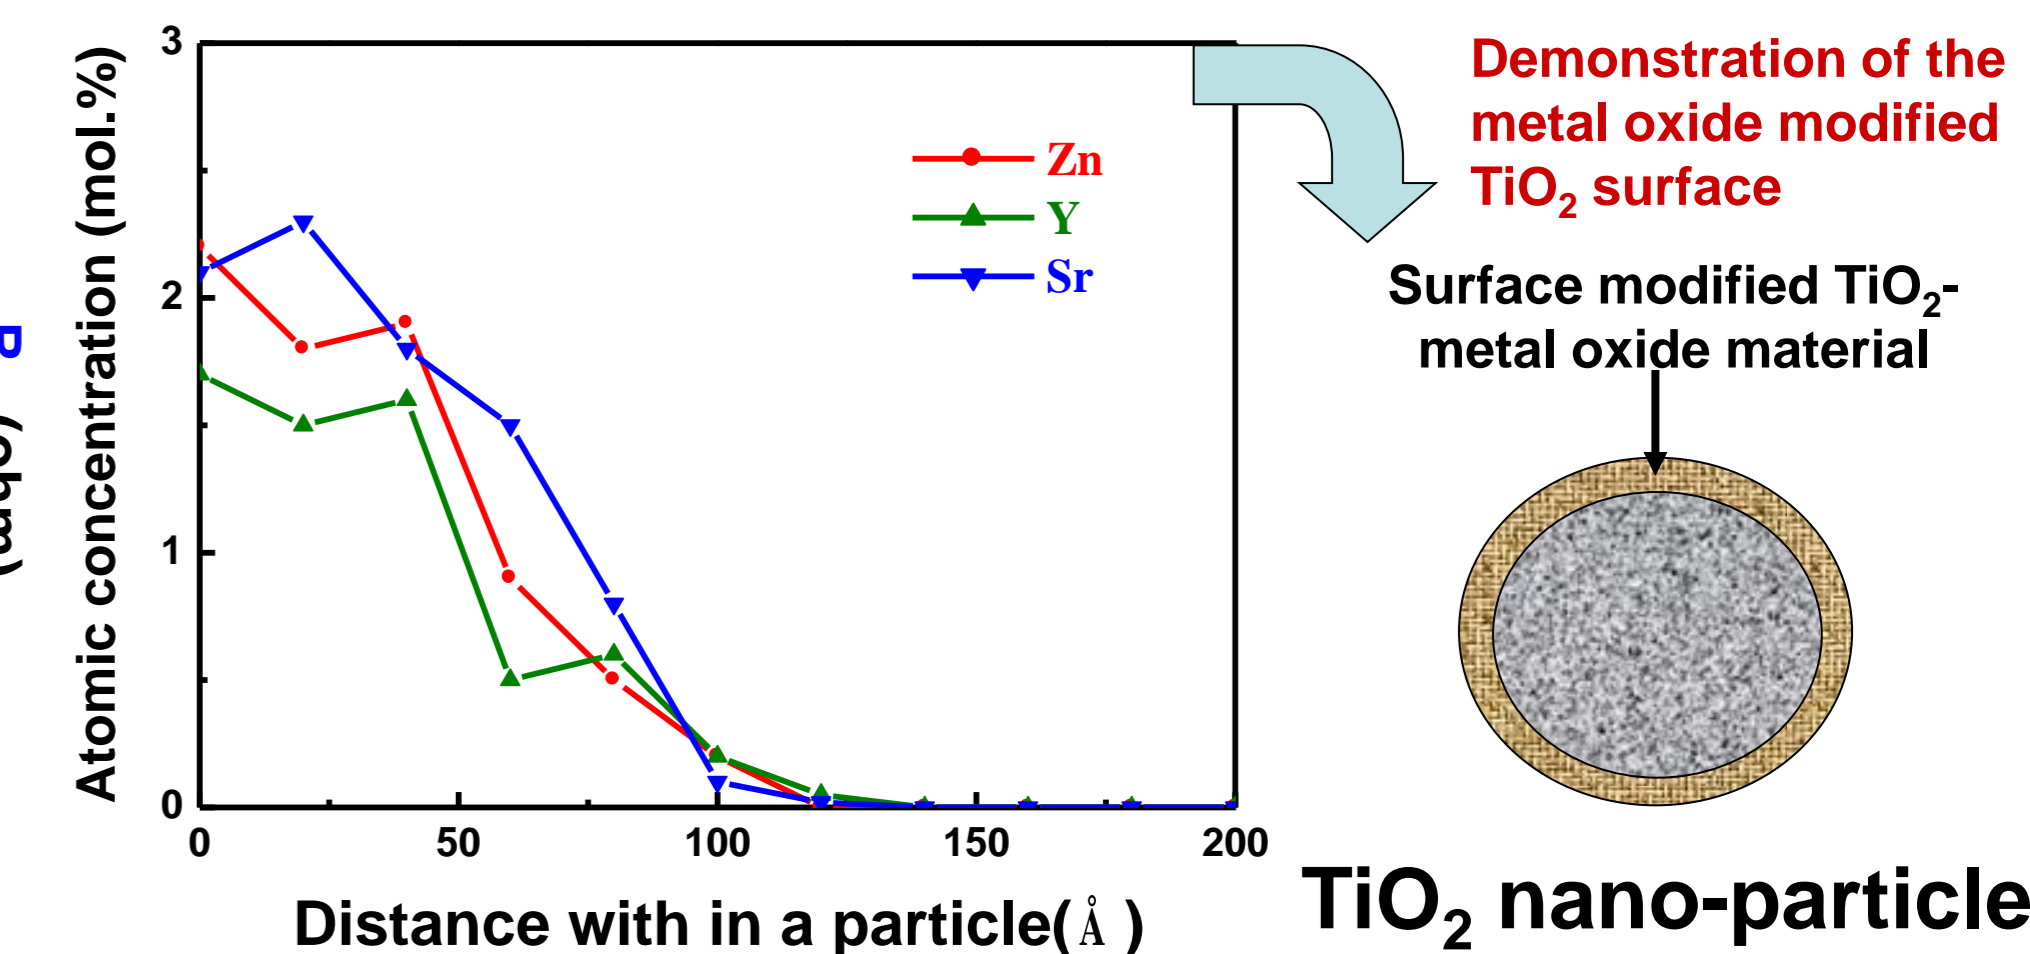 3
2
1
0
Atomic concentration (mol.%)
Zn
Y
Sr
0 50 100 150 200
Distance with in a particle(Å )
Demonstration of the
metal oxide modified
TiO₂ surface
Surface modified TiO₂-
metal oxide material
TiO₂ nano-particle